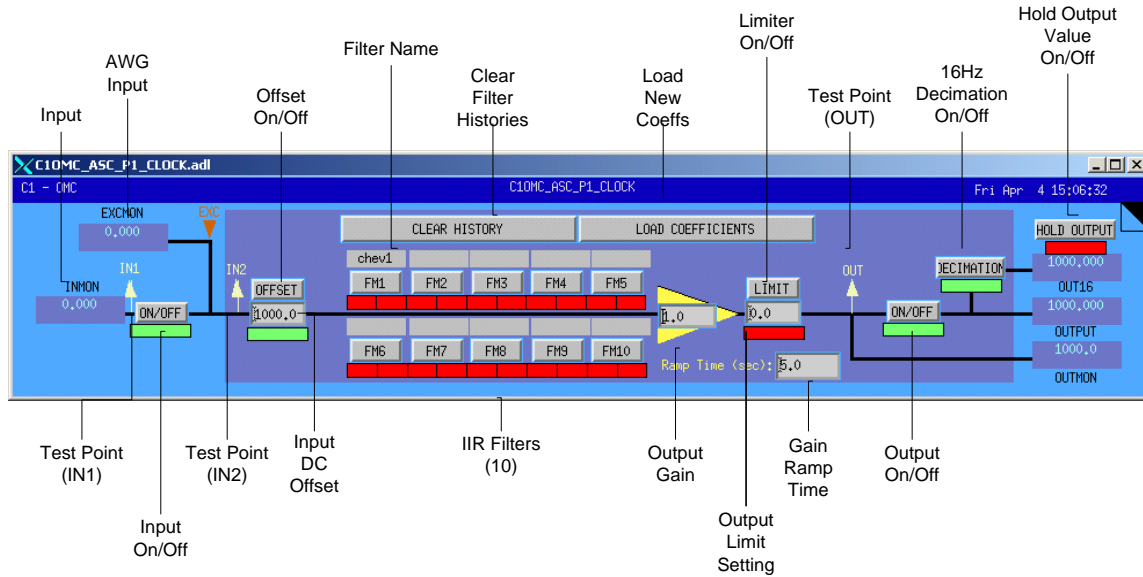 Hold Output
Value
On/Off
Limiter
On/Off
Filter Name
AWG
Input
Clear
Filter
Histories
Load
New
Coeffs
16Hz
Decimation
On/Off
Test Point
(OUT)
Offset
On/Off
Input
C1OMC_ASC_P1_CLOCK.adl
C1 - OMC
C1OMC_ASC_P1_CLOCK
Fri Apr 4 15:06:32
EXCMON
0.000
EXC
CLEAR HISTORY
LOAD COEFFICIENTS
HOLD OUTPUT
chev1
IN1
IN2
FM1
FM2
FM3
FM4
FM5
OUT
DECIMATION
1000.000
OUT16
INMON
0.000
OFFSET
1000.0
LIMIT
0.0
1.0
ON/OFF
ON/OFF
1000.000
OUTPUT
FM6
FM7
FM8
FM9
FM10
Ramp Time (sec):
5.0
1000.0
OUTMON
Test Point
(IN1)
Test Point
(IN2)
Input
DC
Offset
IIR Filters
(10)
Output
Gain
Gain
Ramp
Time
Output
On/Off
Input
On/Off
Output
Limit
Setting